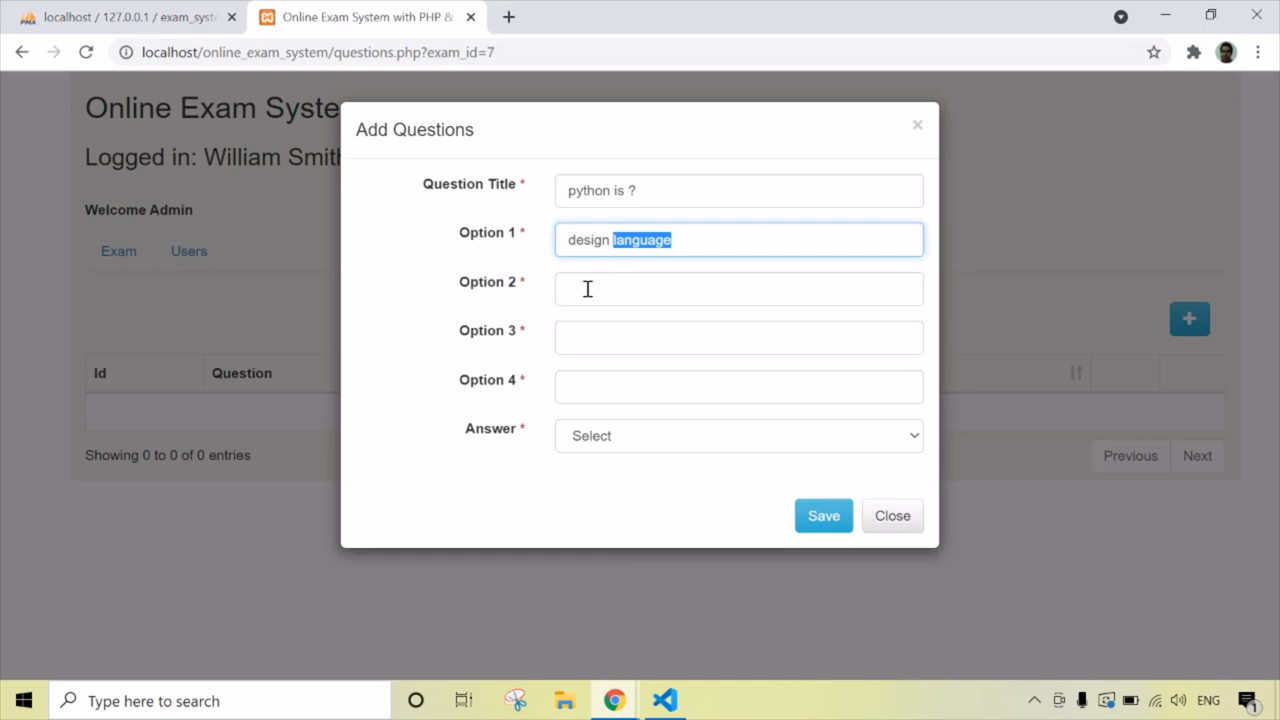 localhost / 127.0.0.1 / exam_syste
Online Exam System with PHP &
localhost/online_exam_system/questions.php?exam_id=7
Online Exam Syste
Logged in: William Smith
Welcome Admin
Exam
Users
Id
Question
Showing 0 to 0 of 0 entries
Previous
Next
Add Questions
×
Question Title *
python is ?
Option 1 *
design language
Option 2 *
Option 3 *
Option 4 *
Answer *
Select
Save
Close
Type here to search
ENG
1